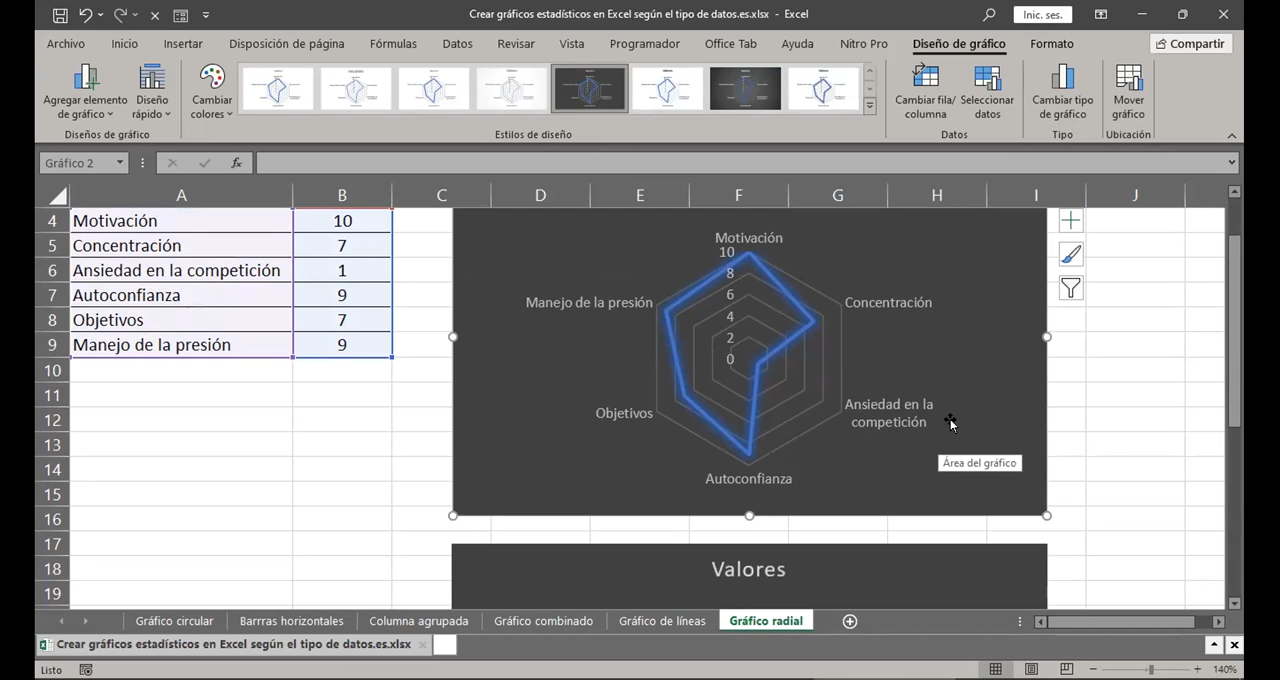 Crear gráficos estadísticos en Excel según el tipo de datos.es.xlsx - Excel
Inic. ses.
Archivo Inicio Insertar Disposición de página Fórmulas Datos Revisar Vista Programador Office Tab Ayuda Nitro Pro Diseño de gráfico Formato Compartir
Agregar elemento de gráfico
Diseño rápido
Cambiar colores
Cambiar fila/ columna
Seleccionar datos
Cambiar tipo de gráfico
Mover gráfico
Diseños de gráfico Estilos de diseño Datos Tipo Ubicación
Gráfico 2 fx
A B C D E F G H I J
4 Motivación 10
5 Concentración 7
6 Ansiedad en la competición 1
7 Autoconfianza 9
8 Objetivos 7
9 Manejo de la presión 9
10
11
12
13
14
15
16
17
18
19
Motivación
10
8
6
4
2
0
Manejo de la presión
Concentración
Ansiedad en la
competición
Objetivos
Autoconfianza
Área del gráfico
Valores
Gráfico circular Barrras horizontales Columna agrupada Gráfico combinado Gráfico de líneas Gráfico radial
Crear gráficos estadísticos en Excel según el tipo de datos.es.xlsx
Listo 140%